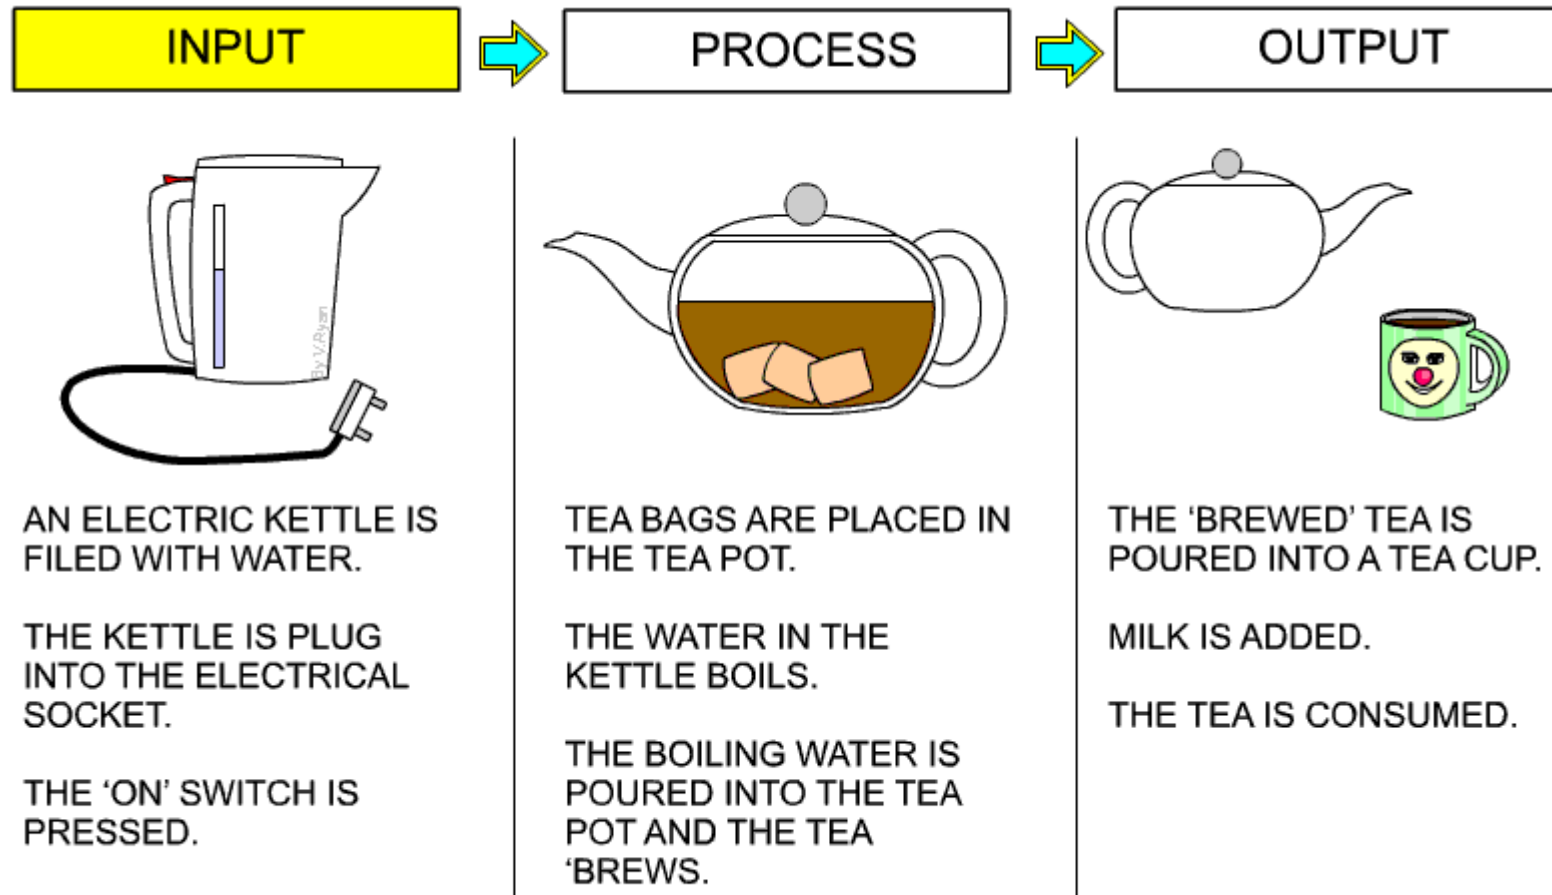 INPUT
PROCESS
OUTPUT
By V.Ryan
AN ELECTRIC KETTLE IS
FILED WITH WATER.
THE KETTLE IS PLUG
INTO THE ELECTRICAL
SOCKET.
THE ‘ON’ SWITCH IS
PRESSED.
TEA BAGS ARE PLACED IN
THE TEA POT.
THE WATER IN THE
KETTLE BOILS.
THE BOILING WATER IS
POURED INTO THE TEA
POT AND THE TEA
‘BREWS.
THE ‘BREWED’ TEA IS
POURED INTO A TEA CUP.
MILK IS ADDED.
THE TEA IS CONSUMED.